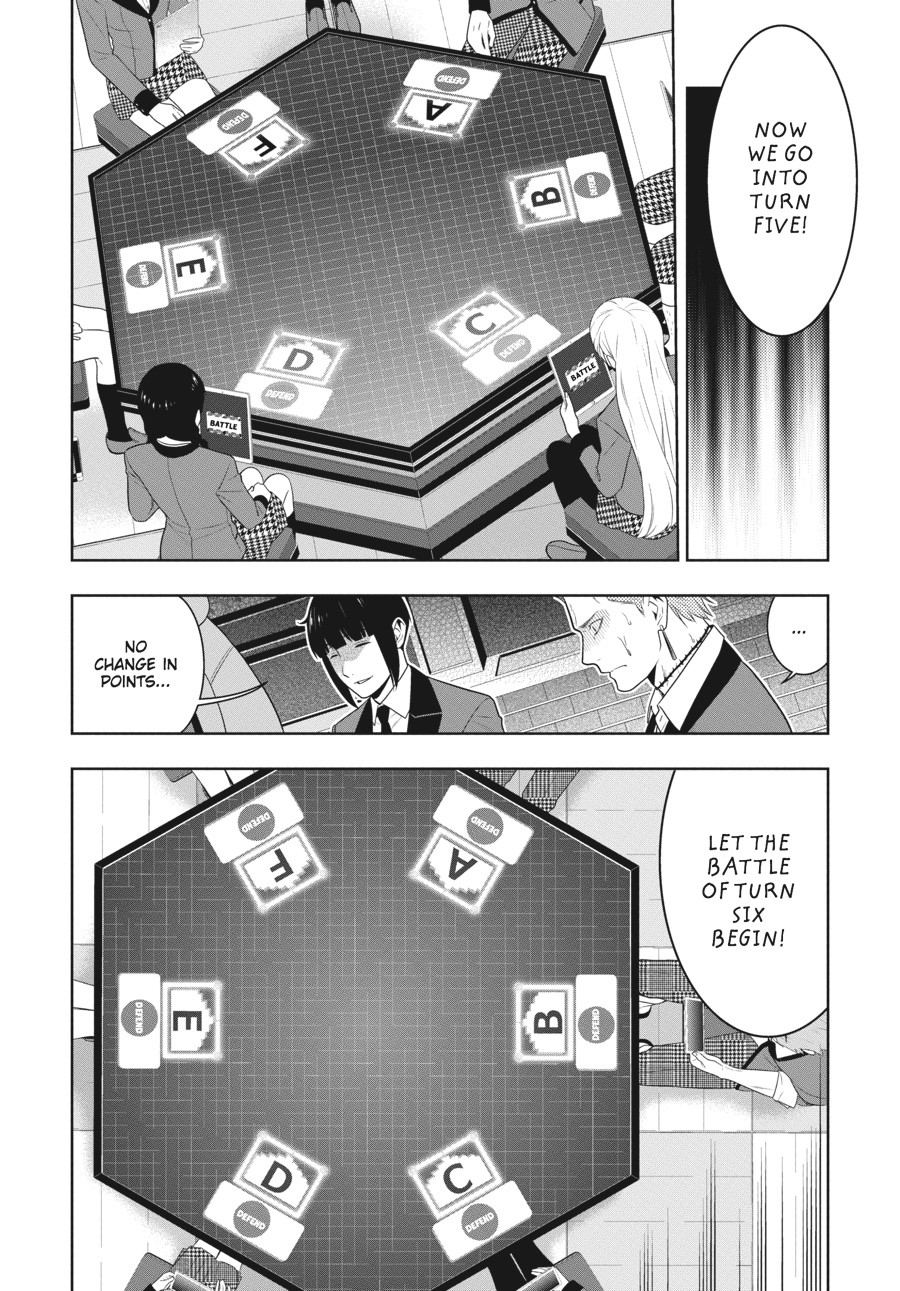 NOW
WE GO
INTO
TURN
FIVE!
DEFEND
A
DEFEND
F
B
DEFEND
DEFEND
E
C
DEFEND
D
DEFEND
BATTLE
BATTLE
...
NO
CHANGE IN
POINTS...
LET THE
BATTLE
OF TURN
SIX
BEGIN!
DEFEND
A
DEFEND
F
B
DEFEND
DEFEND
E
C
DEFEND
D
DEFEND